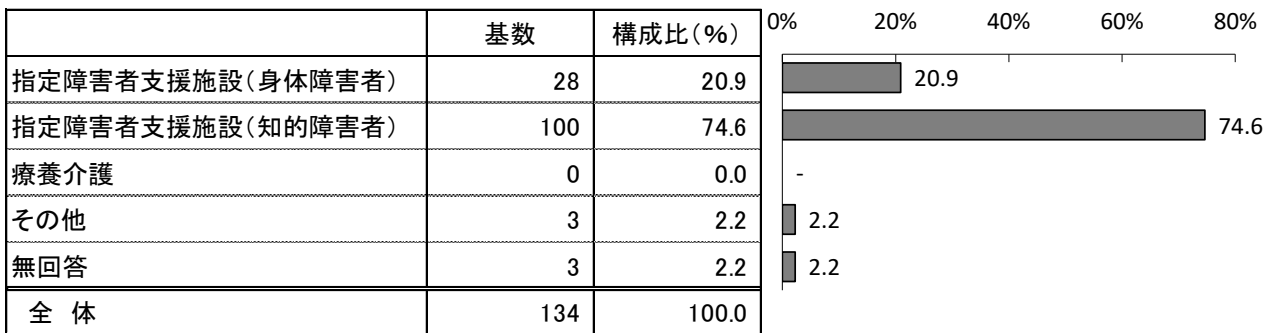 基数 構成比(%)
指定障害者支援施設(身体障害者) 28 20.9
指定障害者支援施設(知的障害者) 100 74.6
療養介護 0 0.0
その他 3 2.2
無回答 3 2.2
全 体 134 100.0
0% 20% 40% 60% 80%
20.9
74.6
-
2.2
2.2